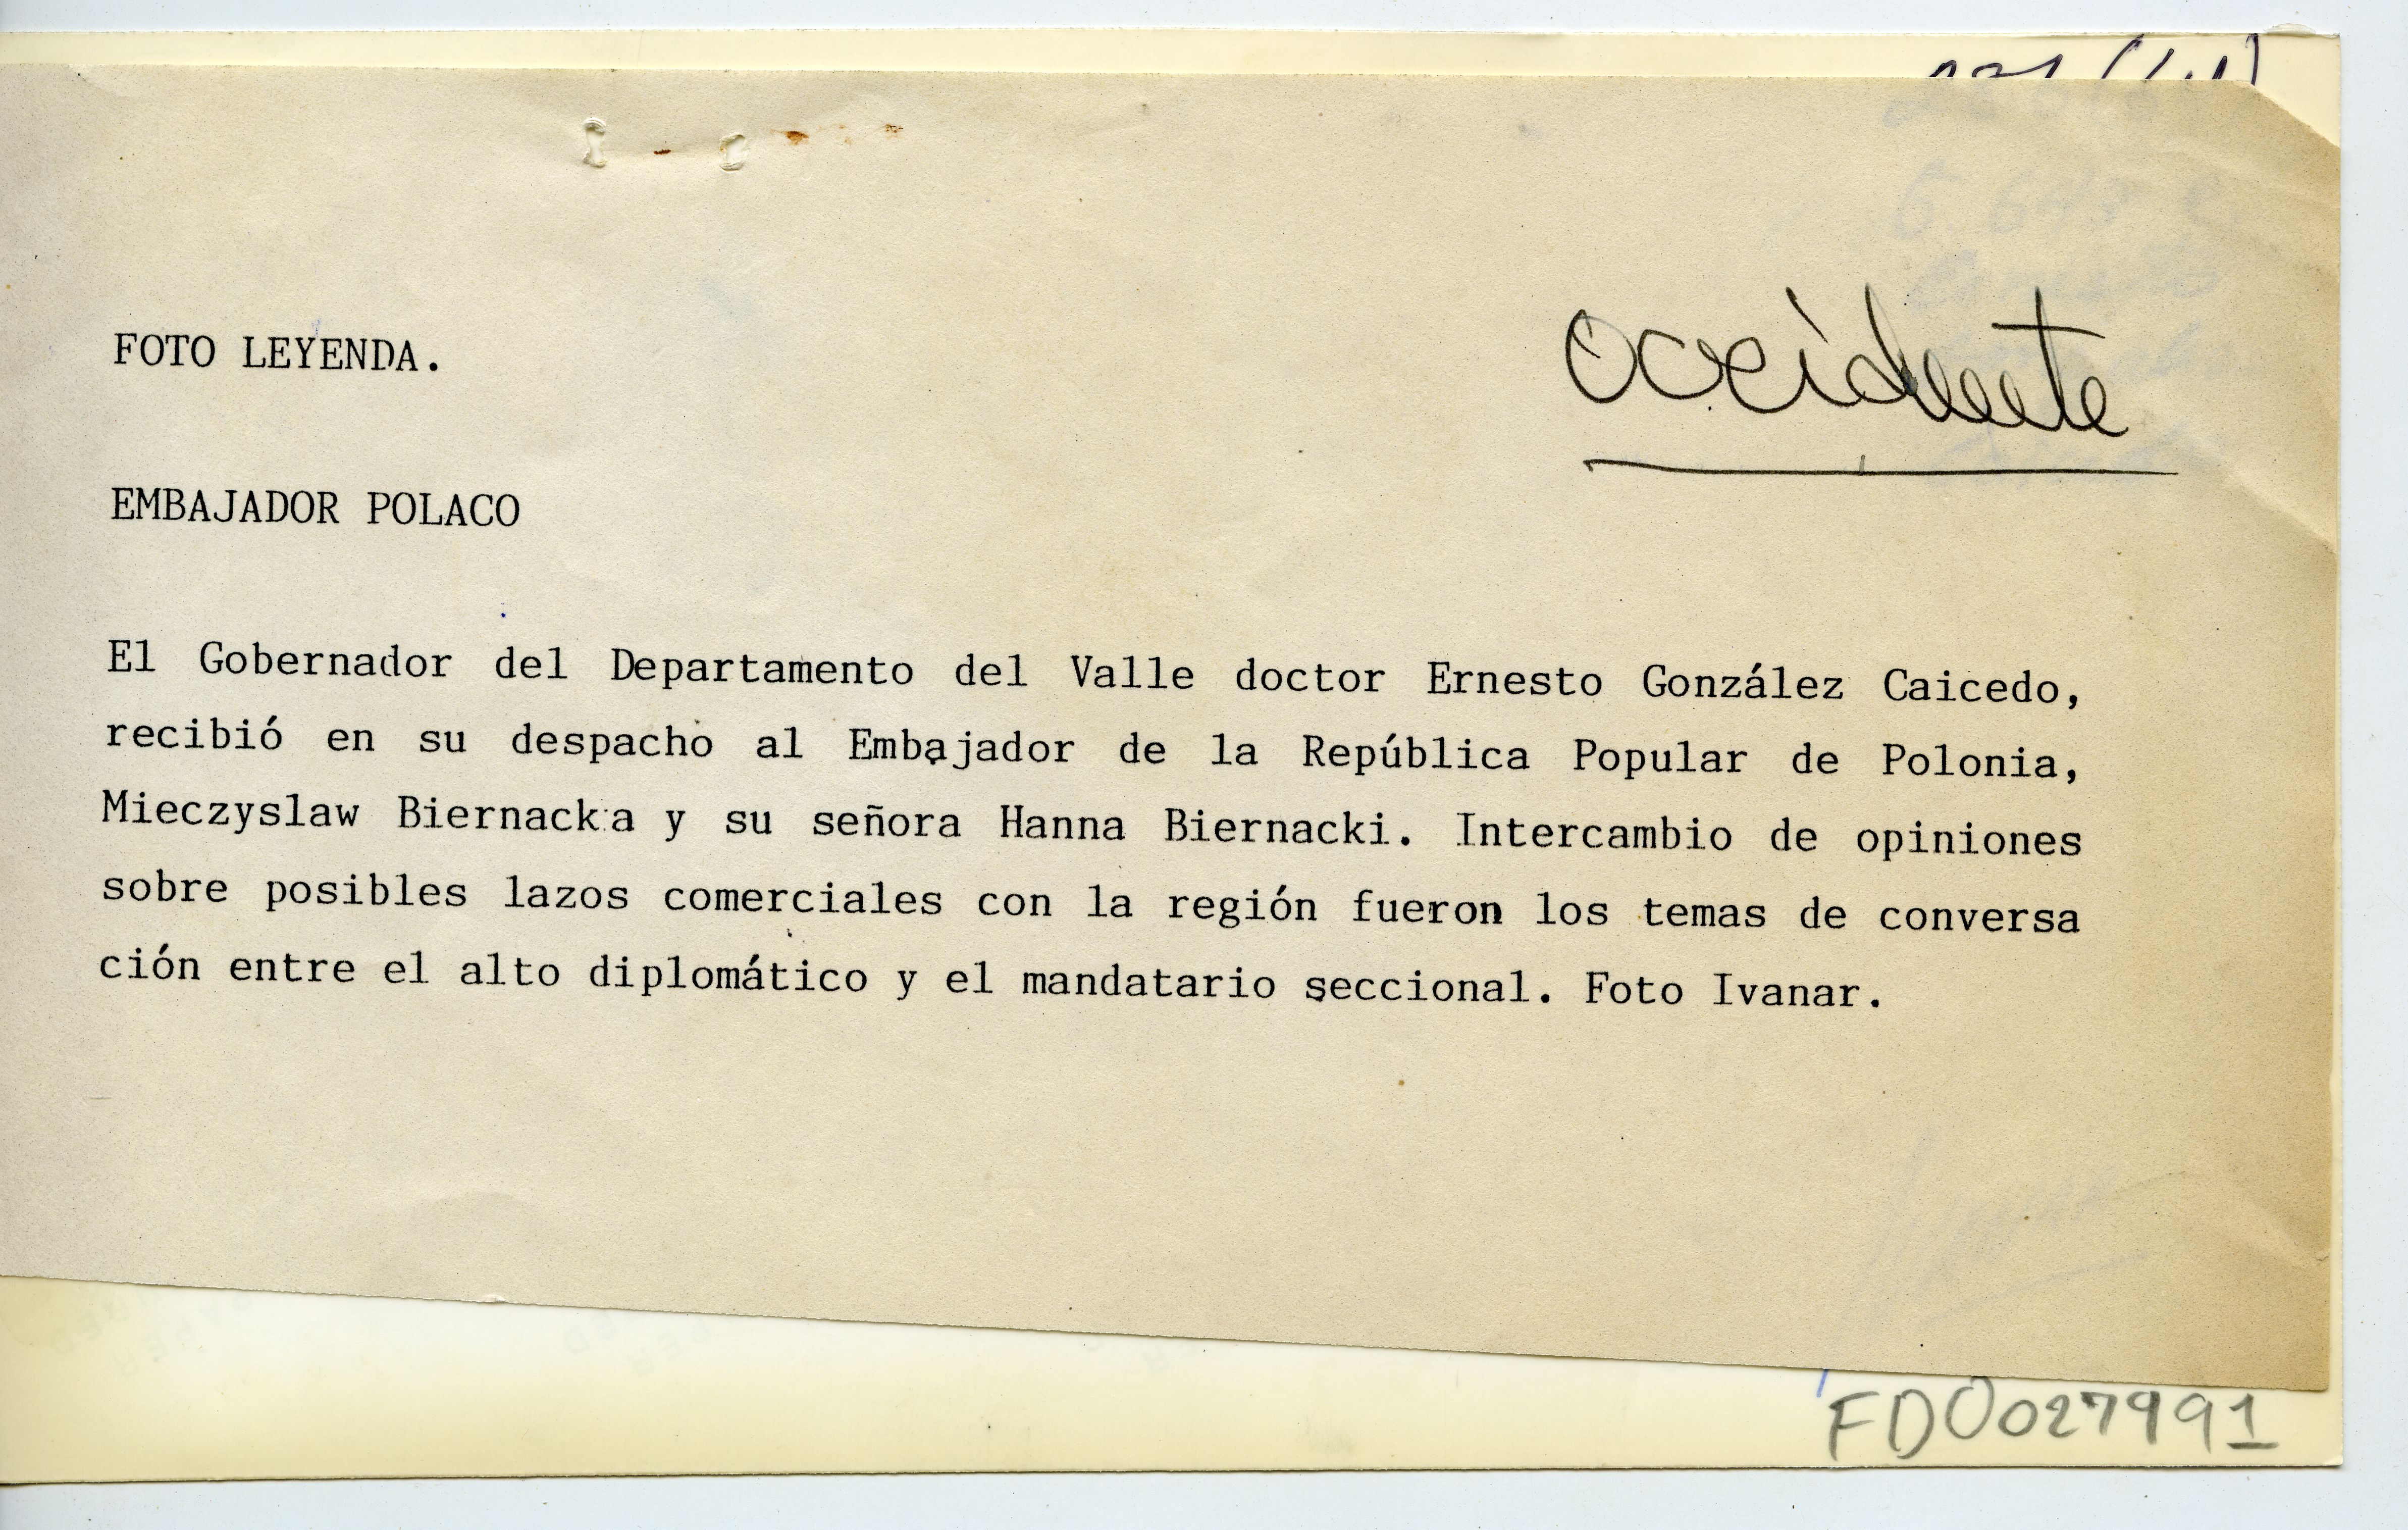 occidente
FOTO LEYENDA.
EMBAJADOR POLACO
El Gobernador del Departamento del Valle doctor Ernesto González Caicedo,
recibió en su despacho al Embajador de la República Popular de Polonia,
Mieczyslaw Biernacka y su señora Hanna Biernacki. Intercambio de opiniones
sobre posibles lazos comerciales con la región fueron los temas de conversa
ción entre el alto diplomático y el mandatario seccional. Foto Ivanar.
FD0027991